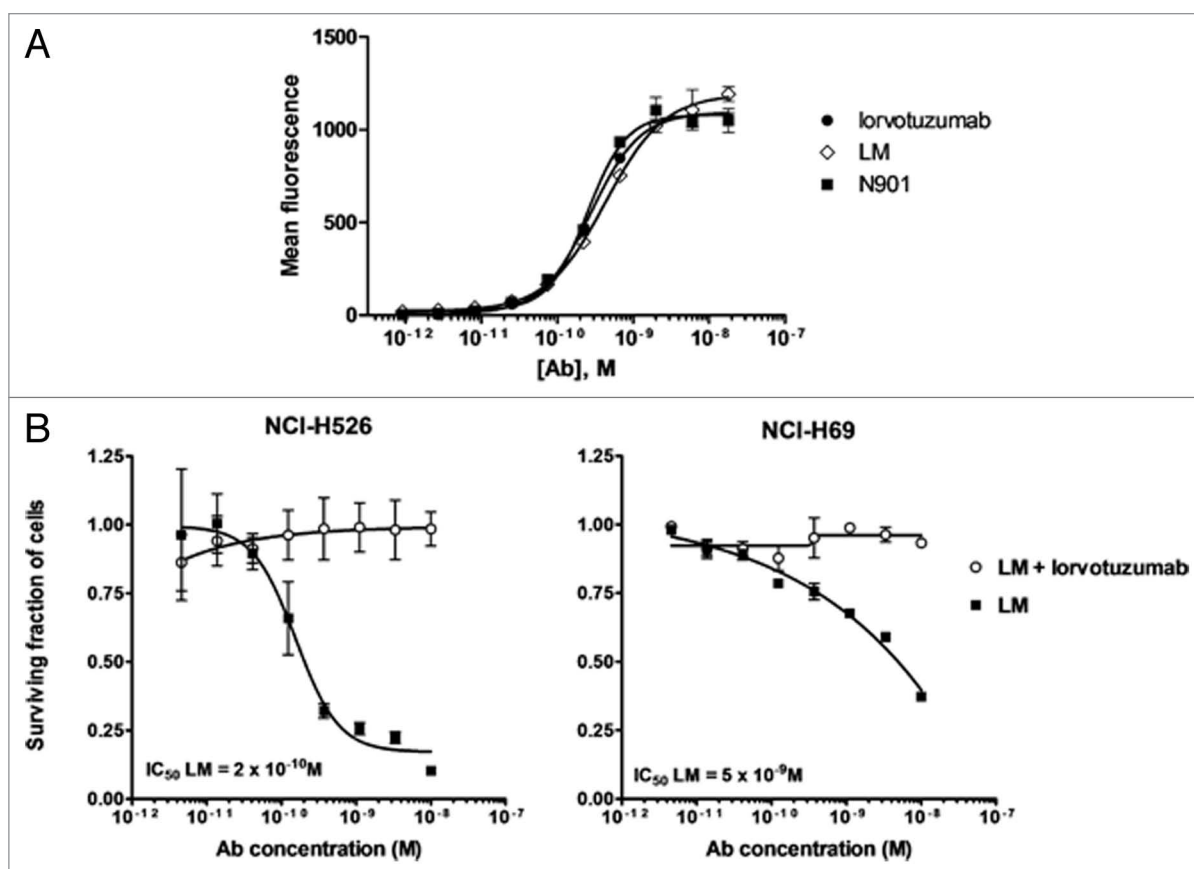 A
1500
1000
500
0
Mean fluorescence
10⁻¹² 10⁻¹¹ 10⁻¹⁰ 10⁻⁹ 10⁻⁸ 10⁻⁷
[Ab], M
lorvotuzumab
LM
N901
B
NCI-H526
1.25
1.00
0.75
0.50
0.25
0.00
Surviving fraction of cells
IC₅₀ LM = 2 x 10⁻¹⁰M
10⁻¹² 10⁻¹¹ 10⁻¹⁰ 10⁻⁹ 10⁻⁸ 10⁻⁷
Ab concentration (M)
NCI-H69
1.25
1.00
0.75
0.50
0.25
0.00
IC₅₀ LM = 5 x 10⁻⁹M
10⁻¹² 10⁻¹¹ 10⁻¹⁰ 10⁻⁹ 10⁻⁸ 10⁻⁷
Ab concentration (M)
LM + lorvotuzumab
LM